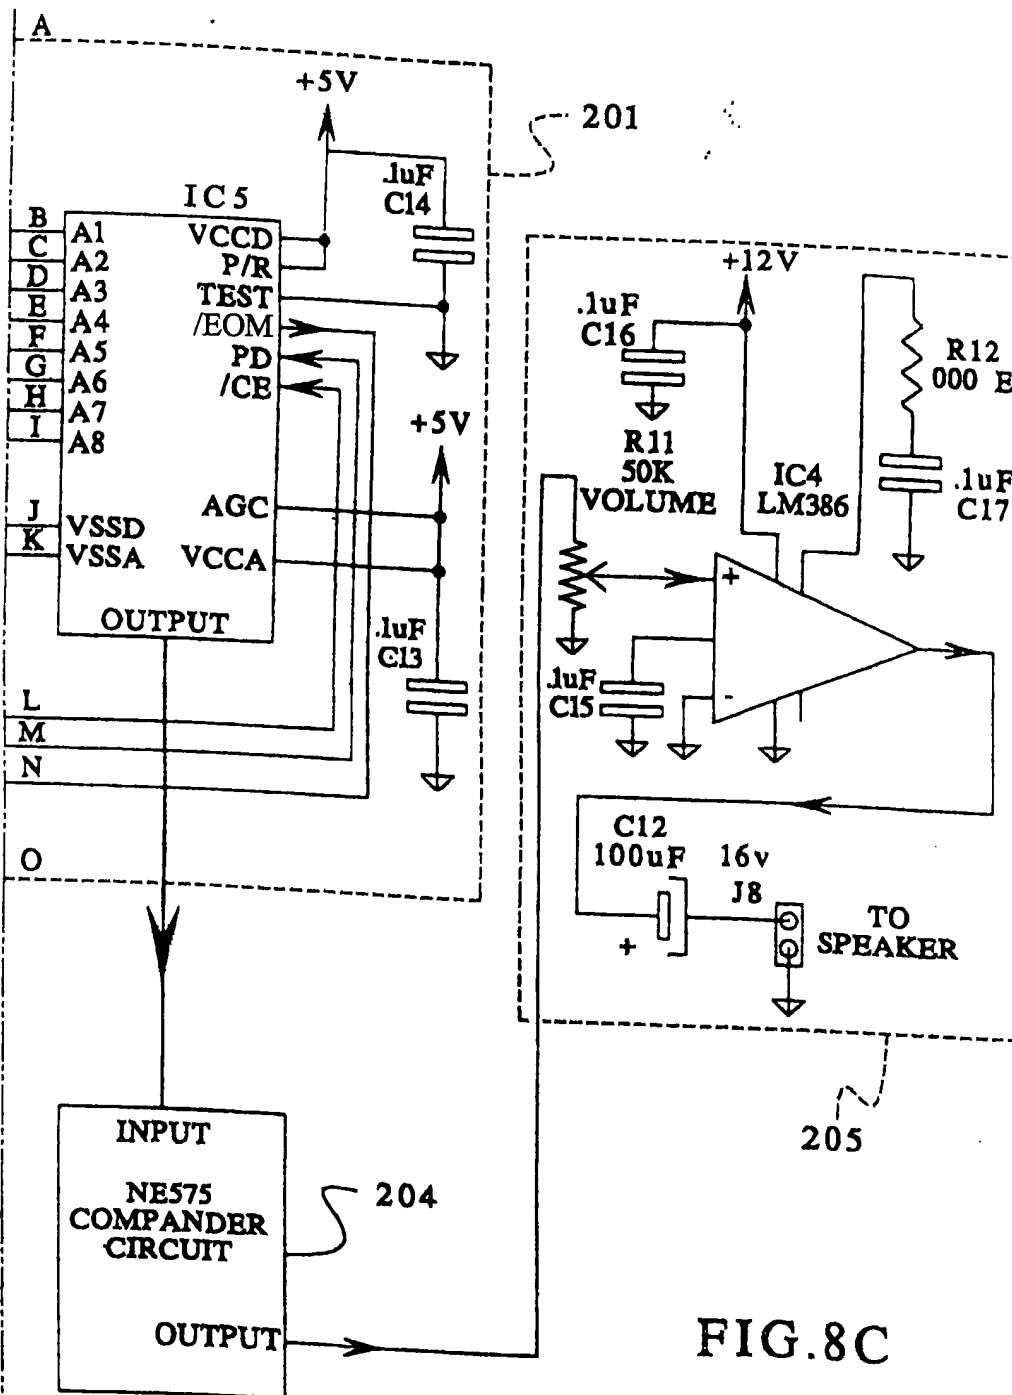 A
+5V
201
.1uF
C14
IC5
B
C
D
E
F
G
H
I
J
K
A1
A2
A3
A4
A5
A6
A7
A8
VSSD
VSSA
VCCD
P/R
TEST
/EOM
PD
/CE
AGC
VCCA
OUTPUT
+5V
.1uF
C13
L
M
N
O
+12V
.1uF
C16
R12
000
.1uF
C17
R11
50K
VOLUME
IC4
LM386
+
-
.1uF
C15
C12
100uF 16v
J8
+
TO
SPEAKER
205
INPUT
NE575
COMPANDER
CIRCUIT
204
OUTPUT
FIG.8C